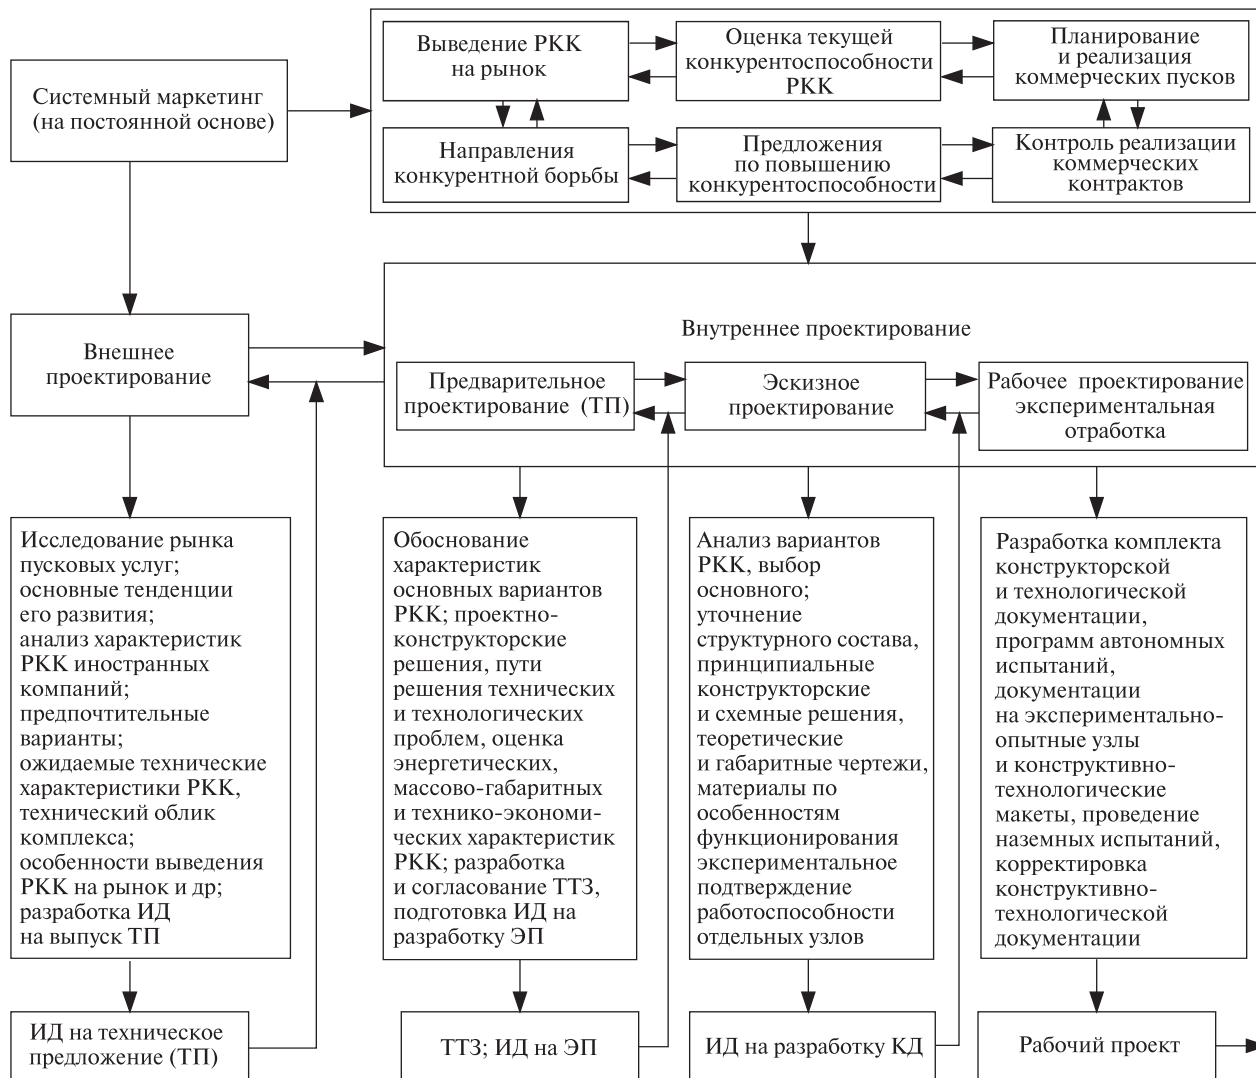 Системный маркетинг
(на постоянной основе)
Выведение РКК
на рынок
Оценка текущей
конкурентоспособности
РКК
Планирование
и реализация
коммерческих пусков
Направления
конкурентной борьбы
Предложения
по повышению
конкурентоспособности
Контроль реализации
коммерческих
контрактов
Внешнее
проектирование
Внутреннее проектирование
Предварительное
проектирование (ТП)
Эскизное
проектирование
Рабочее проектирование
экспериментальная
отработка
Исследование рынка
пусковых услуг;
основные тенденции
его развития;
анализ характеристик
РКК иностранных
компаний;
предпочтительные
варианты;
ожидаемые технические
характеристики РКК,
технический облик
комплекса;
особенности выведения
РКК на рынок и др;
разработка ИД
на выпуск ТП
Обоснование
характеристик
основных вариантов
РКК; проектно-
конструкторские
решения, пути
решения технических
и технологических
проблем, оценка
энергетических,
массово-габаритных
и технико-экономи-
ческих характеристик
РКК; разработка
и согласование ТТЗ,
подготовка ИД на
разработку ЭП
Анализ вариантов
РКК, выбор
основного;
уточнение
структурного состава,
принципиальные
конструкторские
и схемные решения,
теоретические
и габаритные чертежи,
материалы по
особенностям
функционирования
экспериментальное
подтверждение
работоспособности
отдельных узлов
Разработка комплекта
конструкторской
и технологической
документации,
программ автономных
испытаний,
документации
на экспериментально-
опытные узлы
и конструктивно-
технологические
макеты, проведение
наземных испытаний,
корректировка
конструктивно-
технологической
документации
ИД на техническое
предложение (ТП)
ТТЗ; ИД на ЭП
ИД на разработку КД
Рабочий проект